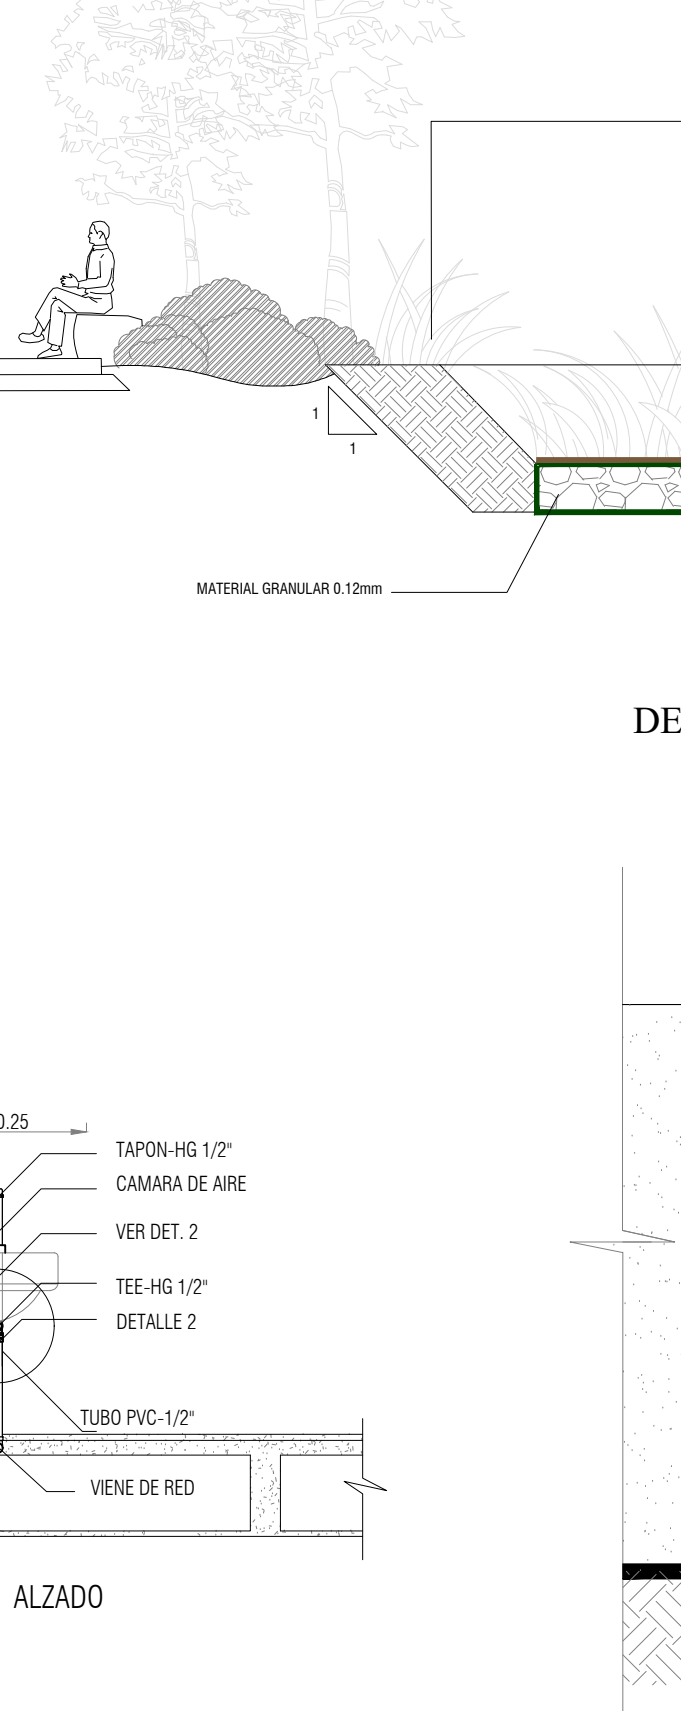 1
1
MATERIAL GRANULAR 0.12mm
DE
0.25
TAPON-HG 1/2"
CAMARA DE AIRE
VER DET. 2
TEE-HG 1/2"
DETALLE 2
TUBO PVC-1/2"
VIENE DE RED
ALZADO